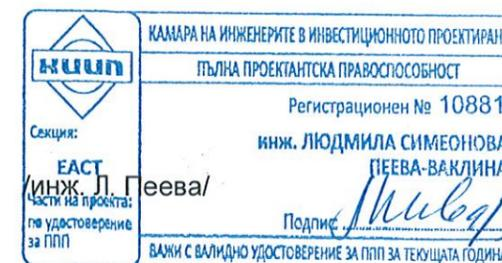 КАМАРА НА ИНЖЕНЕРИТЕ В ИНВЕСТИЦИОННОТО ПРОЕКТИРАН
КИИП
ПЪЛНА ПРОЕКТАНТСКА ПРАВОСПОСОБНОСТ
Регистрационен № 10881
Секция:
ЕАСТ
инж. ЛЮДМИЛА СИМЕОНОВА
ПЕЕВА-ВАКЛИНА
/инж. Л. Пеева/
Части на проекта:
по удостоверение
за ППП
Подпис
ВАЖИ С ВАЛИДНО УДОСТОВЕРЕНИЕ ЗА ППП ЗА ТЕКУЩАТА ГОДИН